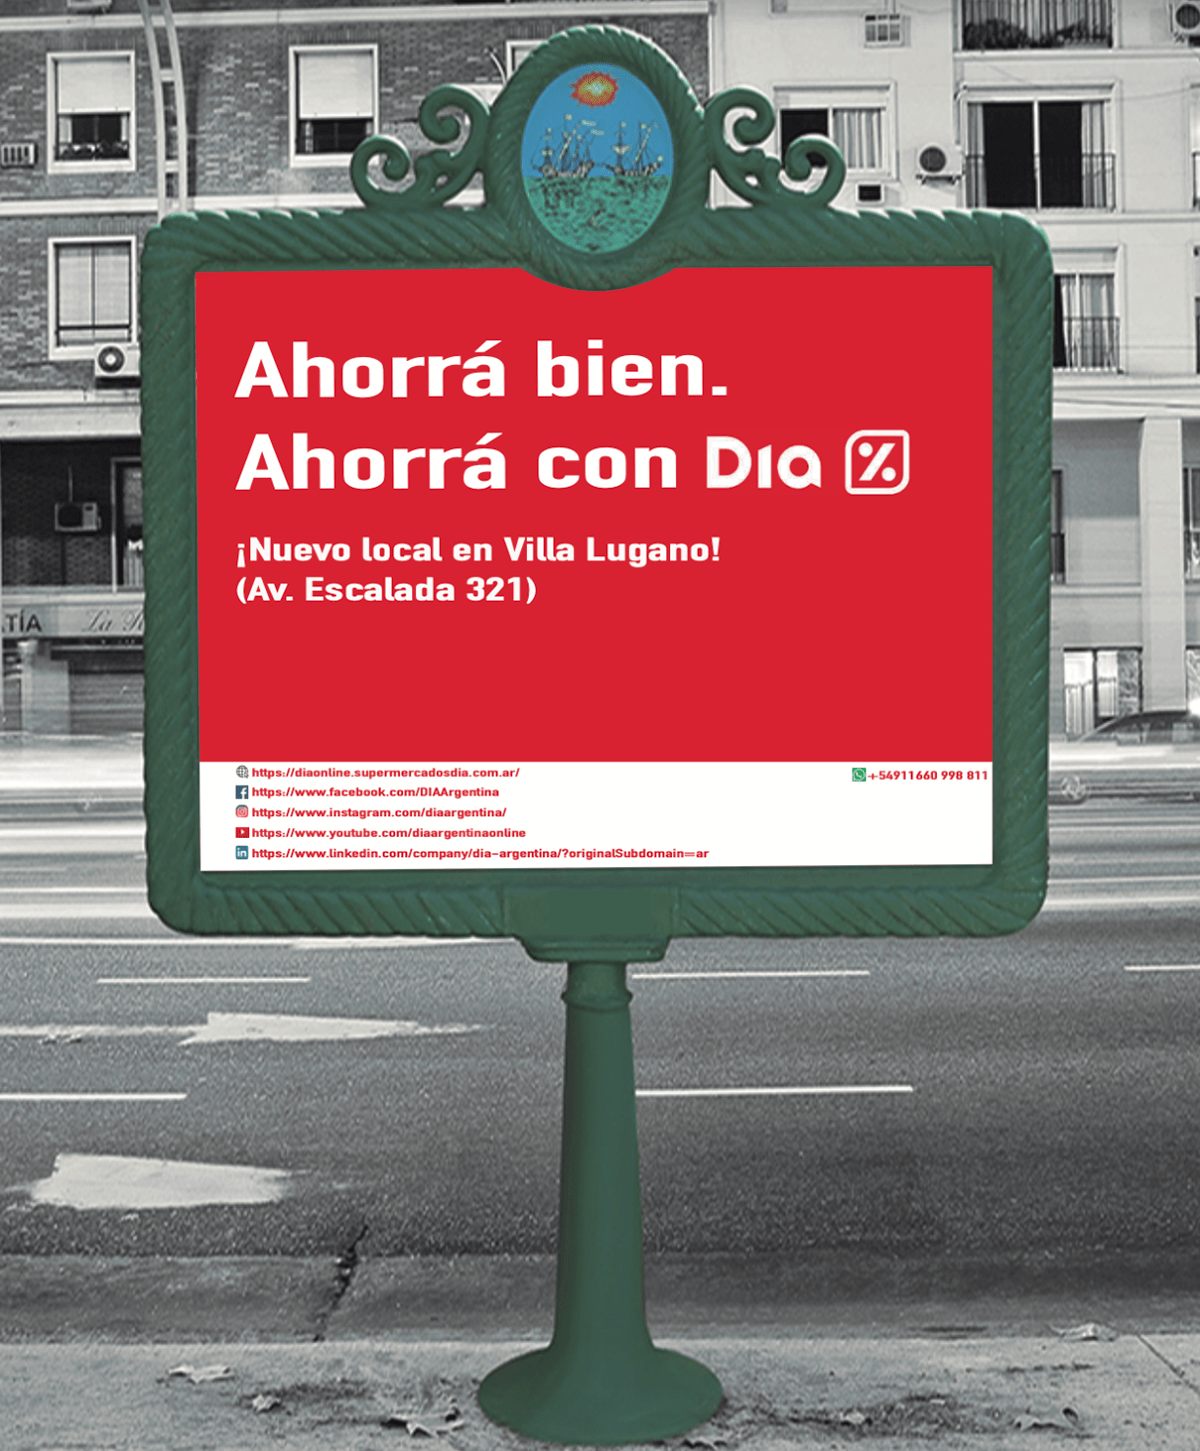 Ahorrá bien.
Ahorrá con Dia %
¡Nuevo local en Villa Lugano!
(Av. Escalada 321)
https://diaonline.supermercadosdia.com.ar/
+54911660 998 811
https://www.facebook.com/DIAArgentina
https://www.instagram.com/diaargentina/
https://www.youtube.com/diaargentinaonline
https://www.linkedin.com/company/dia-argentina/?originalSubdomain=ar
TÍA La